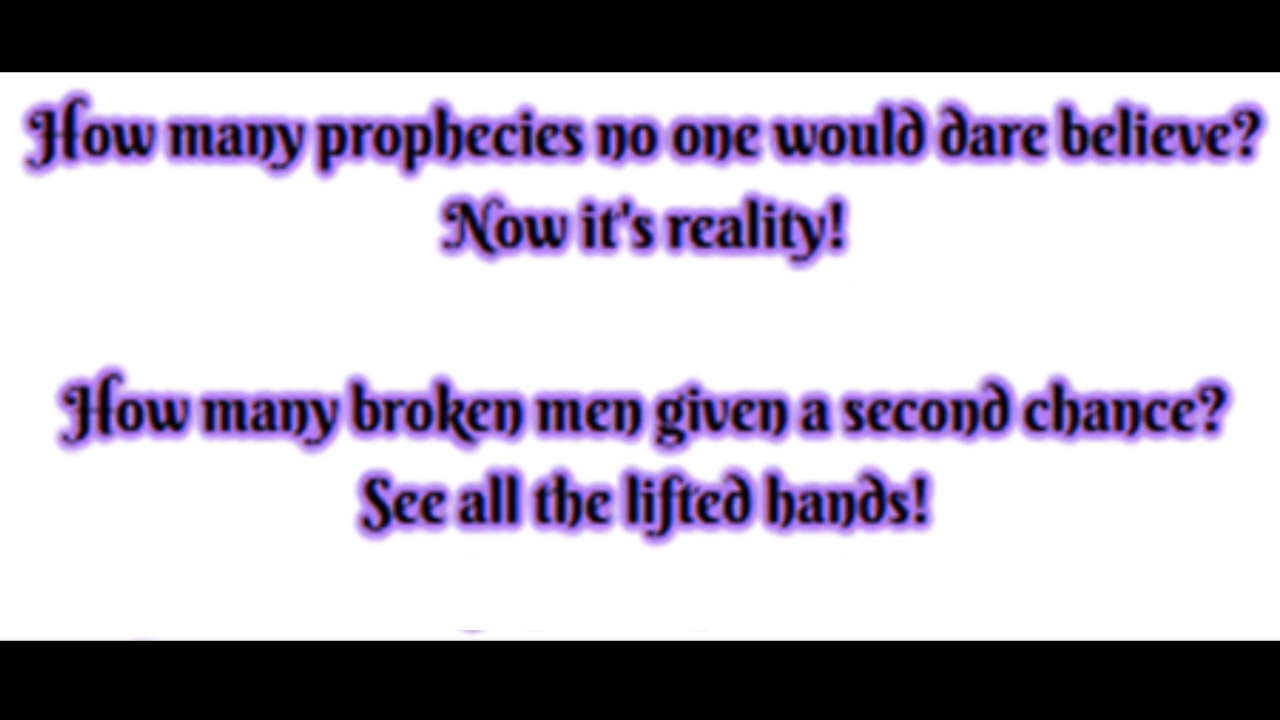 How many prophecies no one would dare believe?
Now it's reality!
How many broken men given a second chance?
See all the lifted hands!